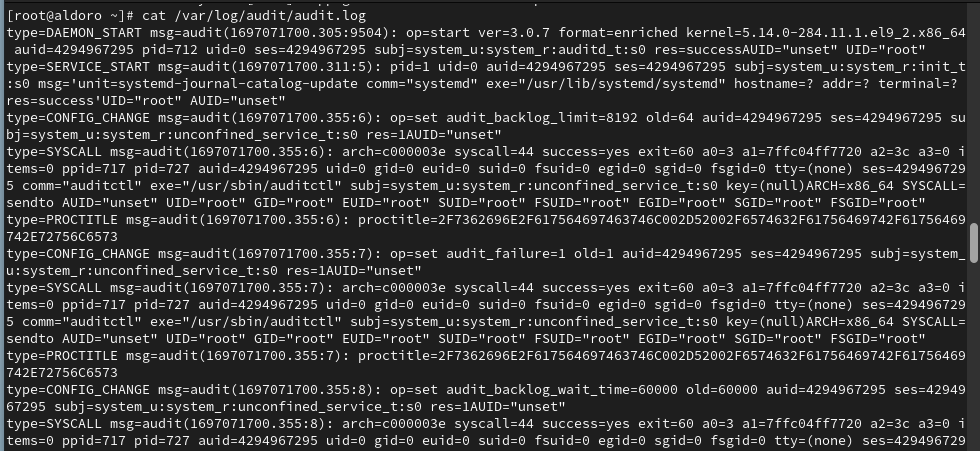 [root@aldoro ~]# cat /var/log/audit/audit.log
type=DAEMON_START msg=audit(1697071700.305:9504): op=start ver=3.0.7 format=enriched kernel=5.14.0-284.11.1.el9_2.x86_64
 auid=4294967295 pid=712 uid=0 ses=4294967295 subj=system_u:system_r:auditd_t:s0 res=successAUID="unset" UID="root"
type=SERVICE_START msg=audit(1697071700.311:5): pid=1 uid=0 auid=4294967295 ses=4294967295 subj=system_u:system_r:init_t
:s0 msg='unit=systemd-journal-catalog-update comm="systemd" exe="/usr/lib/systemd/systemd" hostname=? addr=? terminal=?
res=success'UID="root" AUID="unset"
type=CONFIG_CHANGE msg=audit(1697071700.355:6): op=set audit_backlog_limit=8192 old=64 auid=4294967295 ses=4294967295 su
bj=system_u:system_r:unconfined_service_t:s0 res=1AUID="unset"
type=SYSCALL msg=audit(1697071700.355:6): arch=c000003e syscall=44 success=yes exit=60 a0=3 a1=7ffc04ff7720 a2=3c a3=0 i
tems=0 ppid=717 pid=727 auid=4294967295 uid=0 gid=0 euid=0 suid=0 fsuid=0 egid=0 sgid=0 fsgid=0 tty=(none) ses=429496729
5 comm="auditctl" exe="/usr/sbin/auditctl" subj=system_u:system_r:unconfined_service_t:s0 key=(null)ARCH=x86_64 SYSCALL=
sendto AUID="unset" UID="root" GID="root" EUID="root" SUID="root" FSUID="root" EGID="root" SGID="root" FSGID="root"
type=PROCTITLE msg=audit(1697071700.355:6): proctitle=2F7362696E2F617564697463746C002D52002F6574632F61756469742F61756469
742E72756C6573
type=CONFIG_CHANGE msg=audit(1697071700.355:7): op=set audit_failure=1 old=1 auid=4294967295 ses=4294967295 subj=system_
u:system_r:unconfined_service_t:s0 res=1AUID="unset"
type=SYSCALL msg=audit(1697071700.355:7): arch=c000003e syscall=44 success=yes exit=60 a0=3 a1=7ffc04ff7720 a2=3c a3=0 i
tems=0 ppid=717 pid=727 auid=4294967295 uid=0 gid=0 euid=0 suid=0 fsuid=0 egid=0 sgid=0 fsgid=0 tty=(none) ses=429496729
5 comm="auditctl" exe="/usr/sbin/auditctl" subj=system_u:system_r:unconfined_service_t:s0 key=(null)ARCH=x86_64 SYSCALL=
sendto AUID="unset" UID="root" GID="root" EUID="root" SUID="root" FSUID="root" EGID="root" SGID="root" FSGID="root"
type=PROCTITLE msg=audit(1697071700.355:7): proctitle=2F7362696E2F617564697463746C002D52002F6574632F61756469742F61756469
742E72756C6573
type=CONFIG_CHANGE msg=audit(1697071700.355:8): op=set audit_backlog_wait_time=60000 old=60000 auid=4294967295 ses=42949
67295 subj=system_u:system_r:unconfined_service_t:s0 res=1AUID="unset"
type=SYSCALL msg=audit(1697071700.355:8): arch=c000003e syscall=44 success=yes exit=60 a0=3 a1=7ffc04ff7720 a2=3c a3=0 i
tems=0 ppid=717 pid=727 auid=4294967295 uid=0 gid=0 euid=0 suid=0 fsuid=0 egid=0 sgid=0 fsgid=0 tty=(none) ses=429496729